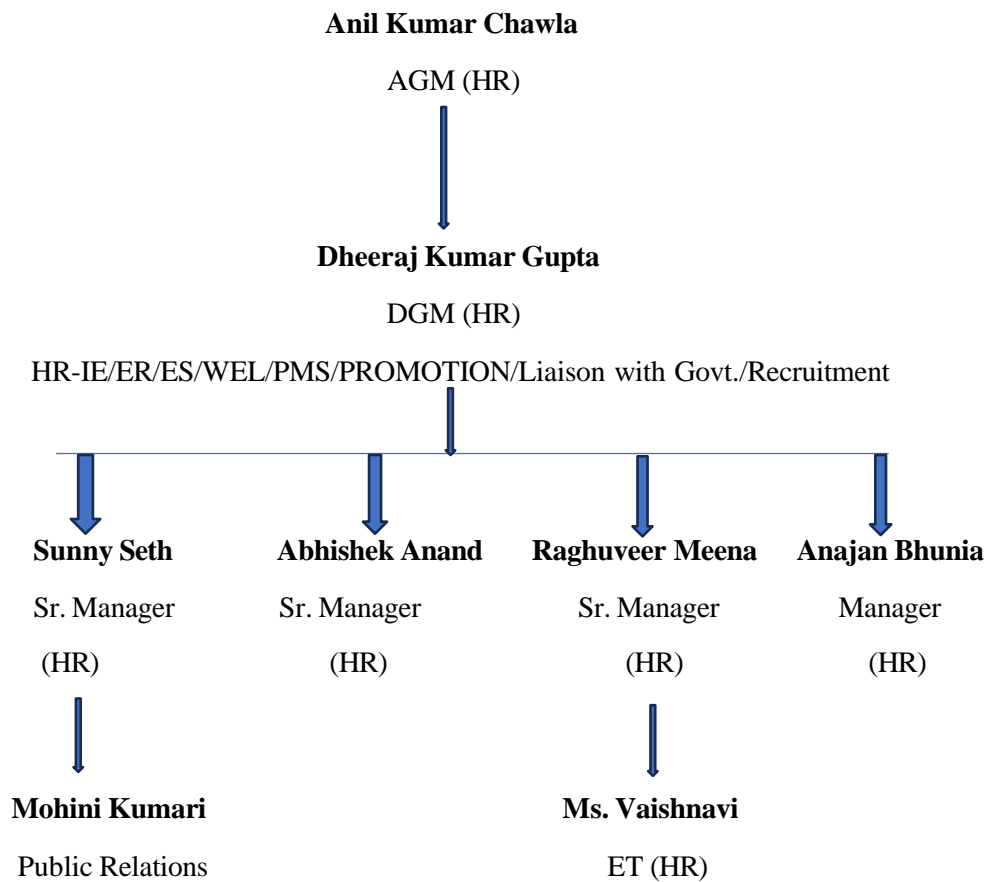 Anil Kumar Chawla
AGM (HR)
Dheeraj Kumar Gupta
DGM (HR)
HR-IE/ER/ES/WEL/PMS/PROMOTION/Liaison with Govt./Recruitment
Sunny Seth Abhishek Anand Raghuveer Meena Anajan Bhunia
Sr. Manager Sr. Manager Sr. Manager Manager
(HR) (HR) (HR) (HR)
Mohini Kumari Ms. Vaishnavi
Public Relations ET (HR)